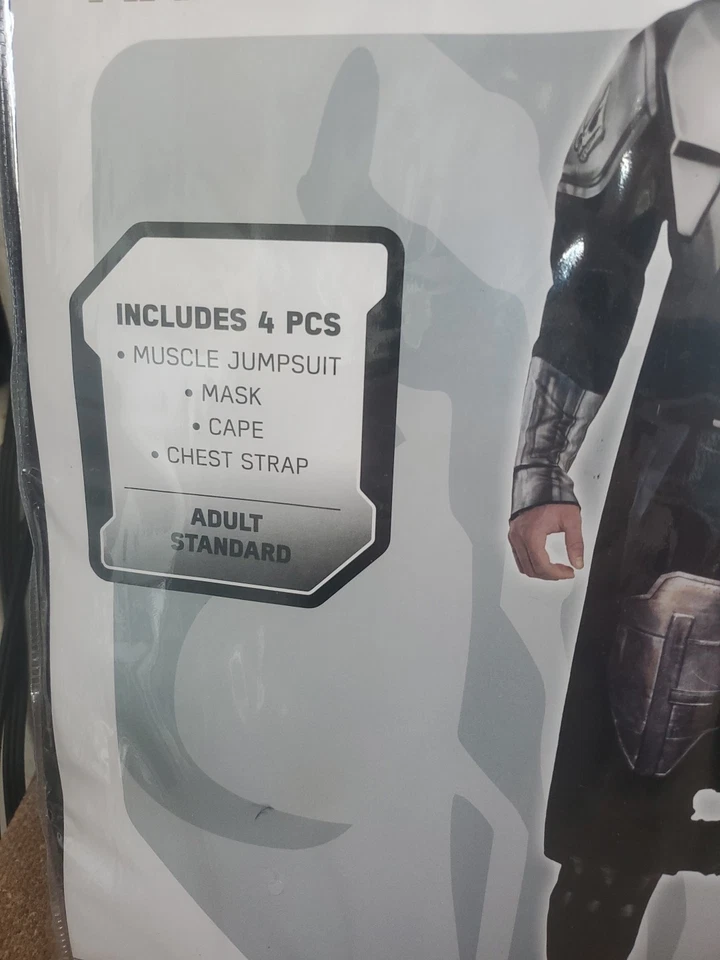 INCLUDES 4 PCS
• MUSCLE JUMPSUIT
• MASK
• CAPE
• CHEST STRAP
ADULT
STANDARD